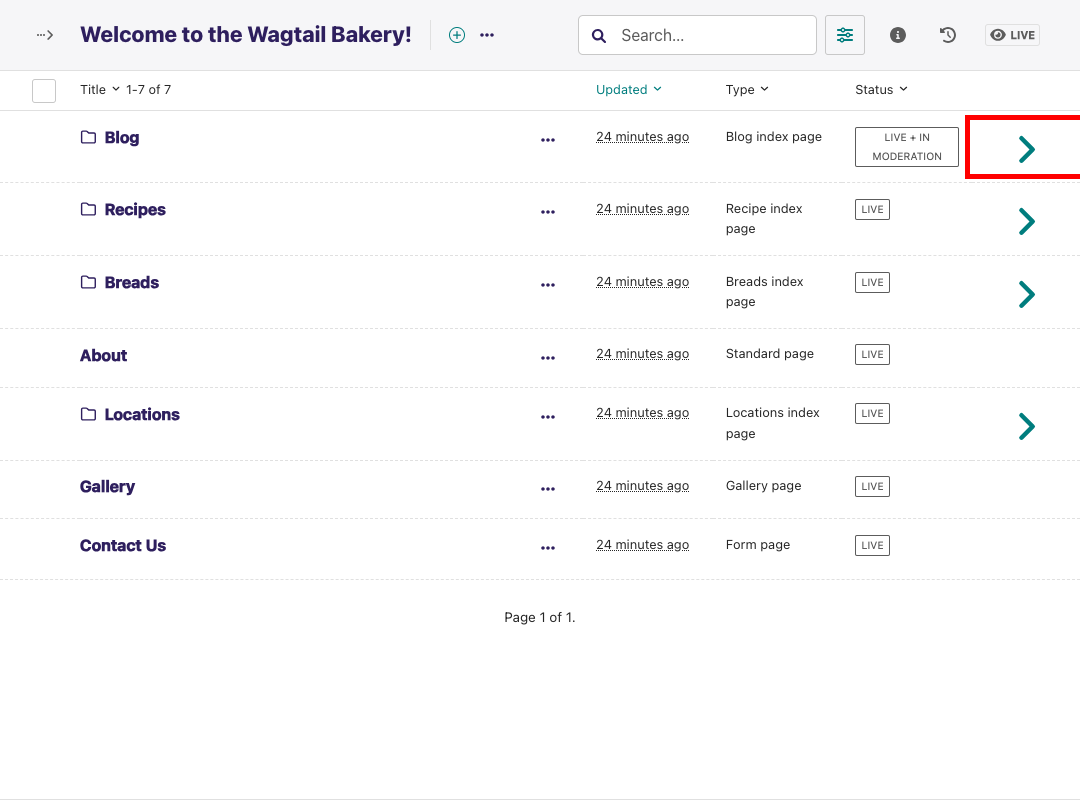 Welcome to the Wagtail Bakery!
Search...
LIVE
Title 1-7 of 7 Updated Type Status
Blog 24 minutes ago Blog index page LIVE + IN
MODERATION
Recipes 24 minutes ago Recipe index LIVE
page
Breads 24 minutes ago Breads index LIVE
page
About 24 minutes ago Standard page LIVE
Locations 24 minutes ago Locations index LIVE
page
Gallery 24 minutes ago Gallery page LIVE
Contact Us 24 minutes ago Form page LIVE
Page 1 of 1.